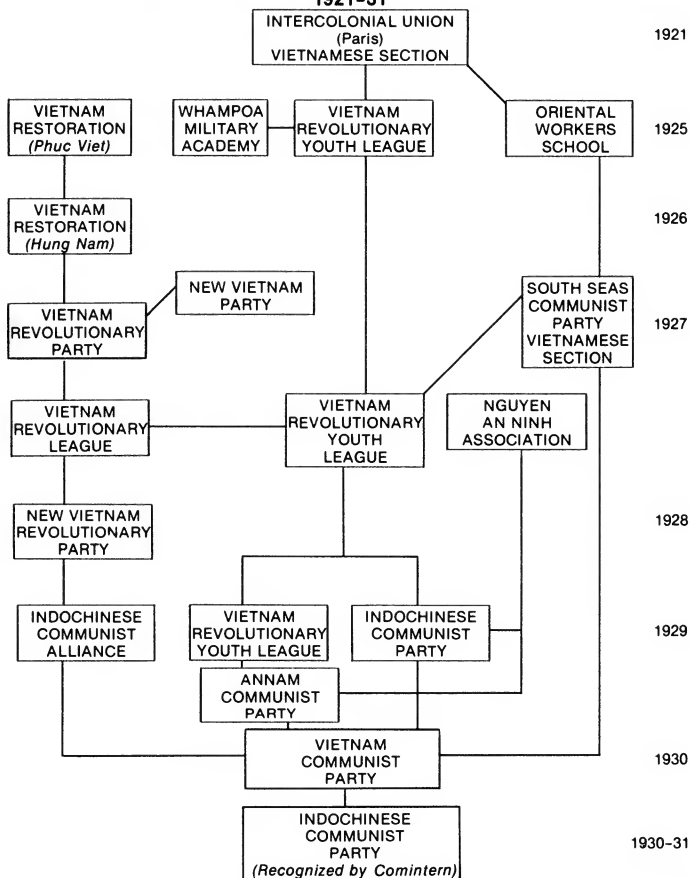 1921-31
INTERCOLONIAL UNION
(Paris)
VIETNAMESE SECTION
1921
VIETNAM
RESTORATION
(Phuc Viet)
WHAMPOA
MILITARY
ACADEMY
VIETNAM
REVOLUTIONARY
YOUTH LEAGUE
ORIENTAL
WORKERS
SCHOOL
1925
VIETNAM
RESTORATION
(Hung Nam)
1926
VIETNAM
REVOLUTIONARY
PARTY
NEW VIETNAM
PARTY
SOUTH SEAS
COMMUNIST
PARTY
VIETNAMESE
SECTION
1927
VIETNAM
REVOLUTIONARY
LEAGUE
VIETNAM
REVOLUTIONARY
YOUTH
LEAGUE
NGUYEN
AN NINH
ASSOCIATION
NEW VIETNAM
REVOLUTIONARY
PARTY
1928
INDOCHINESE
COMMUNIST
ALLIANCE
VIETNAM
REVOLUTIONARY
YOUTH LEAGUE
INDOCHINESE
COMMUNIST
PARTY
1929
ANNAM
COMMUNIST
PARTY
VIETNAM
COMMUNIST
PARTY
1930
INDOCHINESE
COMMUNIST
PARTY
(Recognized by Comintern)
1930-31